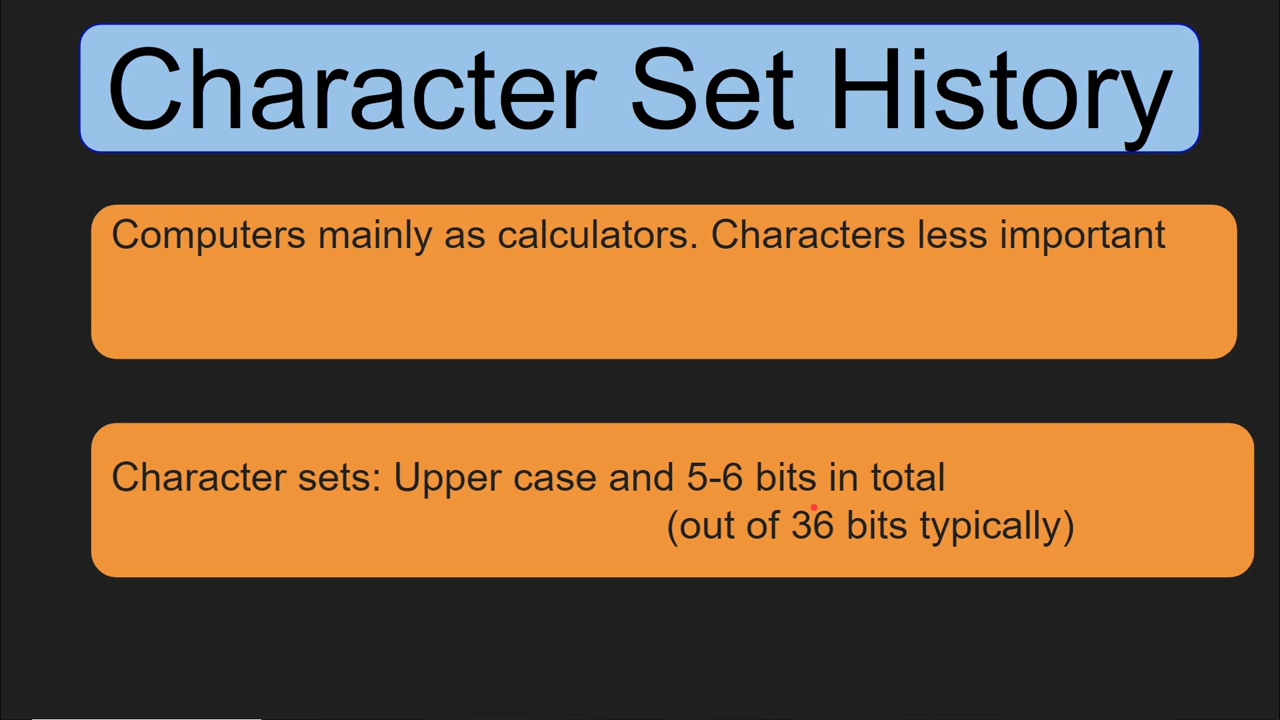 Character Set History
Computers mainly as calculators. Characters less important
Character sets: Upper case and 5-6 bits in total
(out of 36 bits typically)